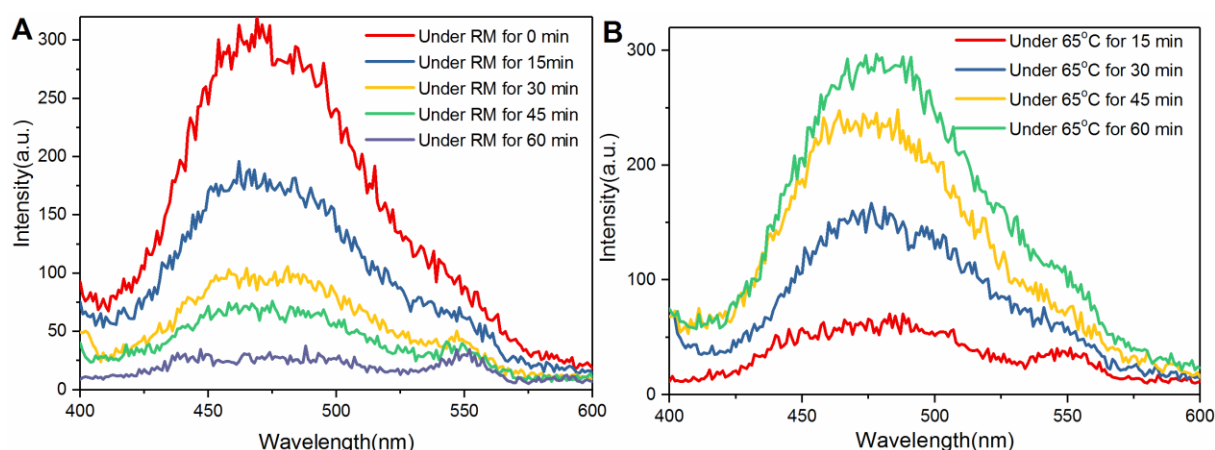 A
Under RM for 0 min
Under RM for 15min
Under RM for 30 min
Under RM for 45 min
Under RM for 60 min
300
250
200
150
100
50
0
Intensity(a.u.)
400
450
500
550
600
Wavelength(nm)
B
Under 65°C for 15 min
Under 65°C for 30 min
Under 65°C for 45 min
Under 65°C for 60 min
300
200
100
0
Intensity(a.u.)
400
450
500
550
600
Wavelength(nm)